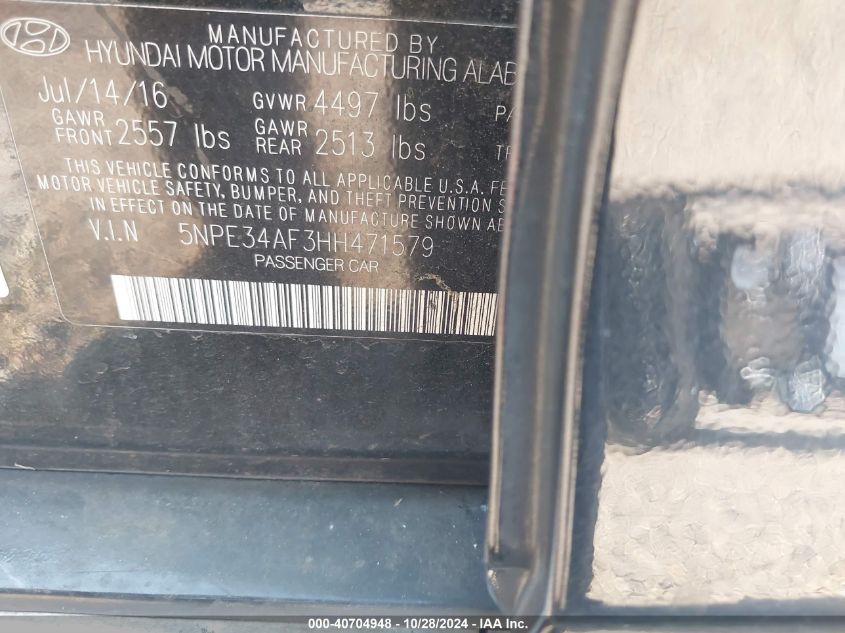 MANUFACTURED BY
HYUNDAI MOTOR MANUFACTURING ALAB
Jul/14/16 GVWR 4497 lbs PA
GAWR FRONT 2557 lbs GAWR REAR 2513 lbs TR
THIS VEHICLE CONFORMS TO ALL APPLICABLE U.S.A. FE
MOTOR VEHICLE SAFETY, BUMPER, AND THEFT PREVENTION S
IN EFFECT ON THE DATE OF MANUFACTURE SHOWN AB
V.I.N 5NPE34AF3HH471579
PASSENGER CAR
000-40704948 - 10/28/2024 - IAA Inc.